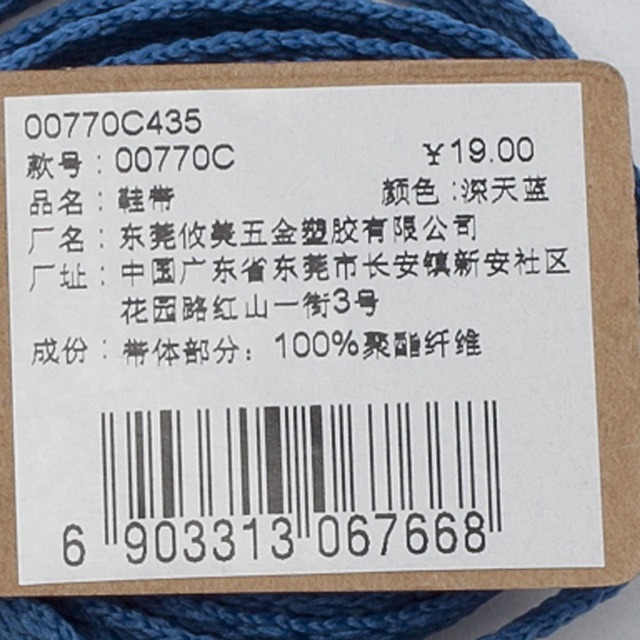 00770C435
款号：00770C ¥19.00
品名：鞋带 颜色：深天蓝
厂名：东莞攸美五金塑胶有限公司
厂址：中国广东省东莞市长安镇新安社区
花园路红山一街3号
成份：带体部分：100%聚酯纤维
6 903313 067668